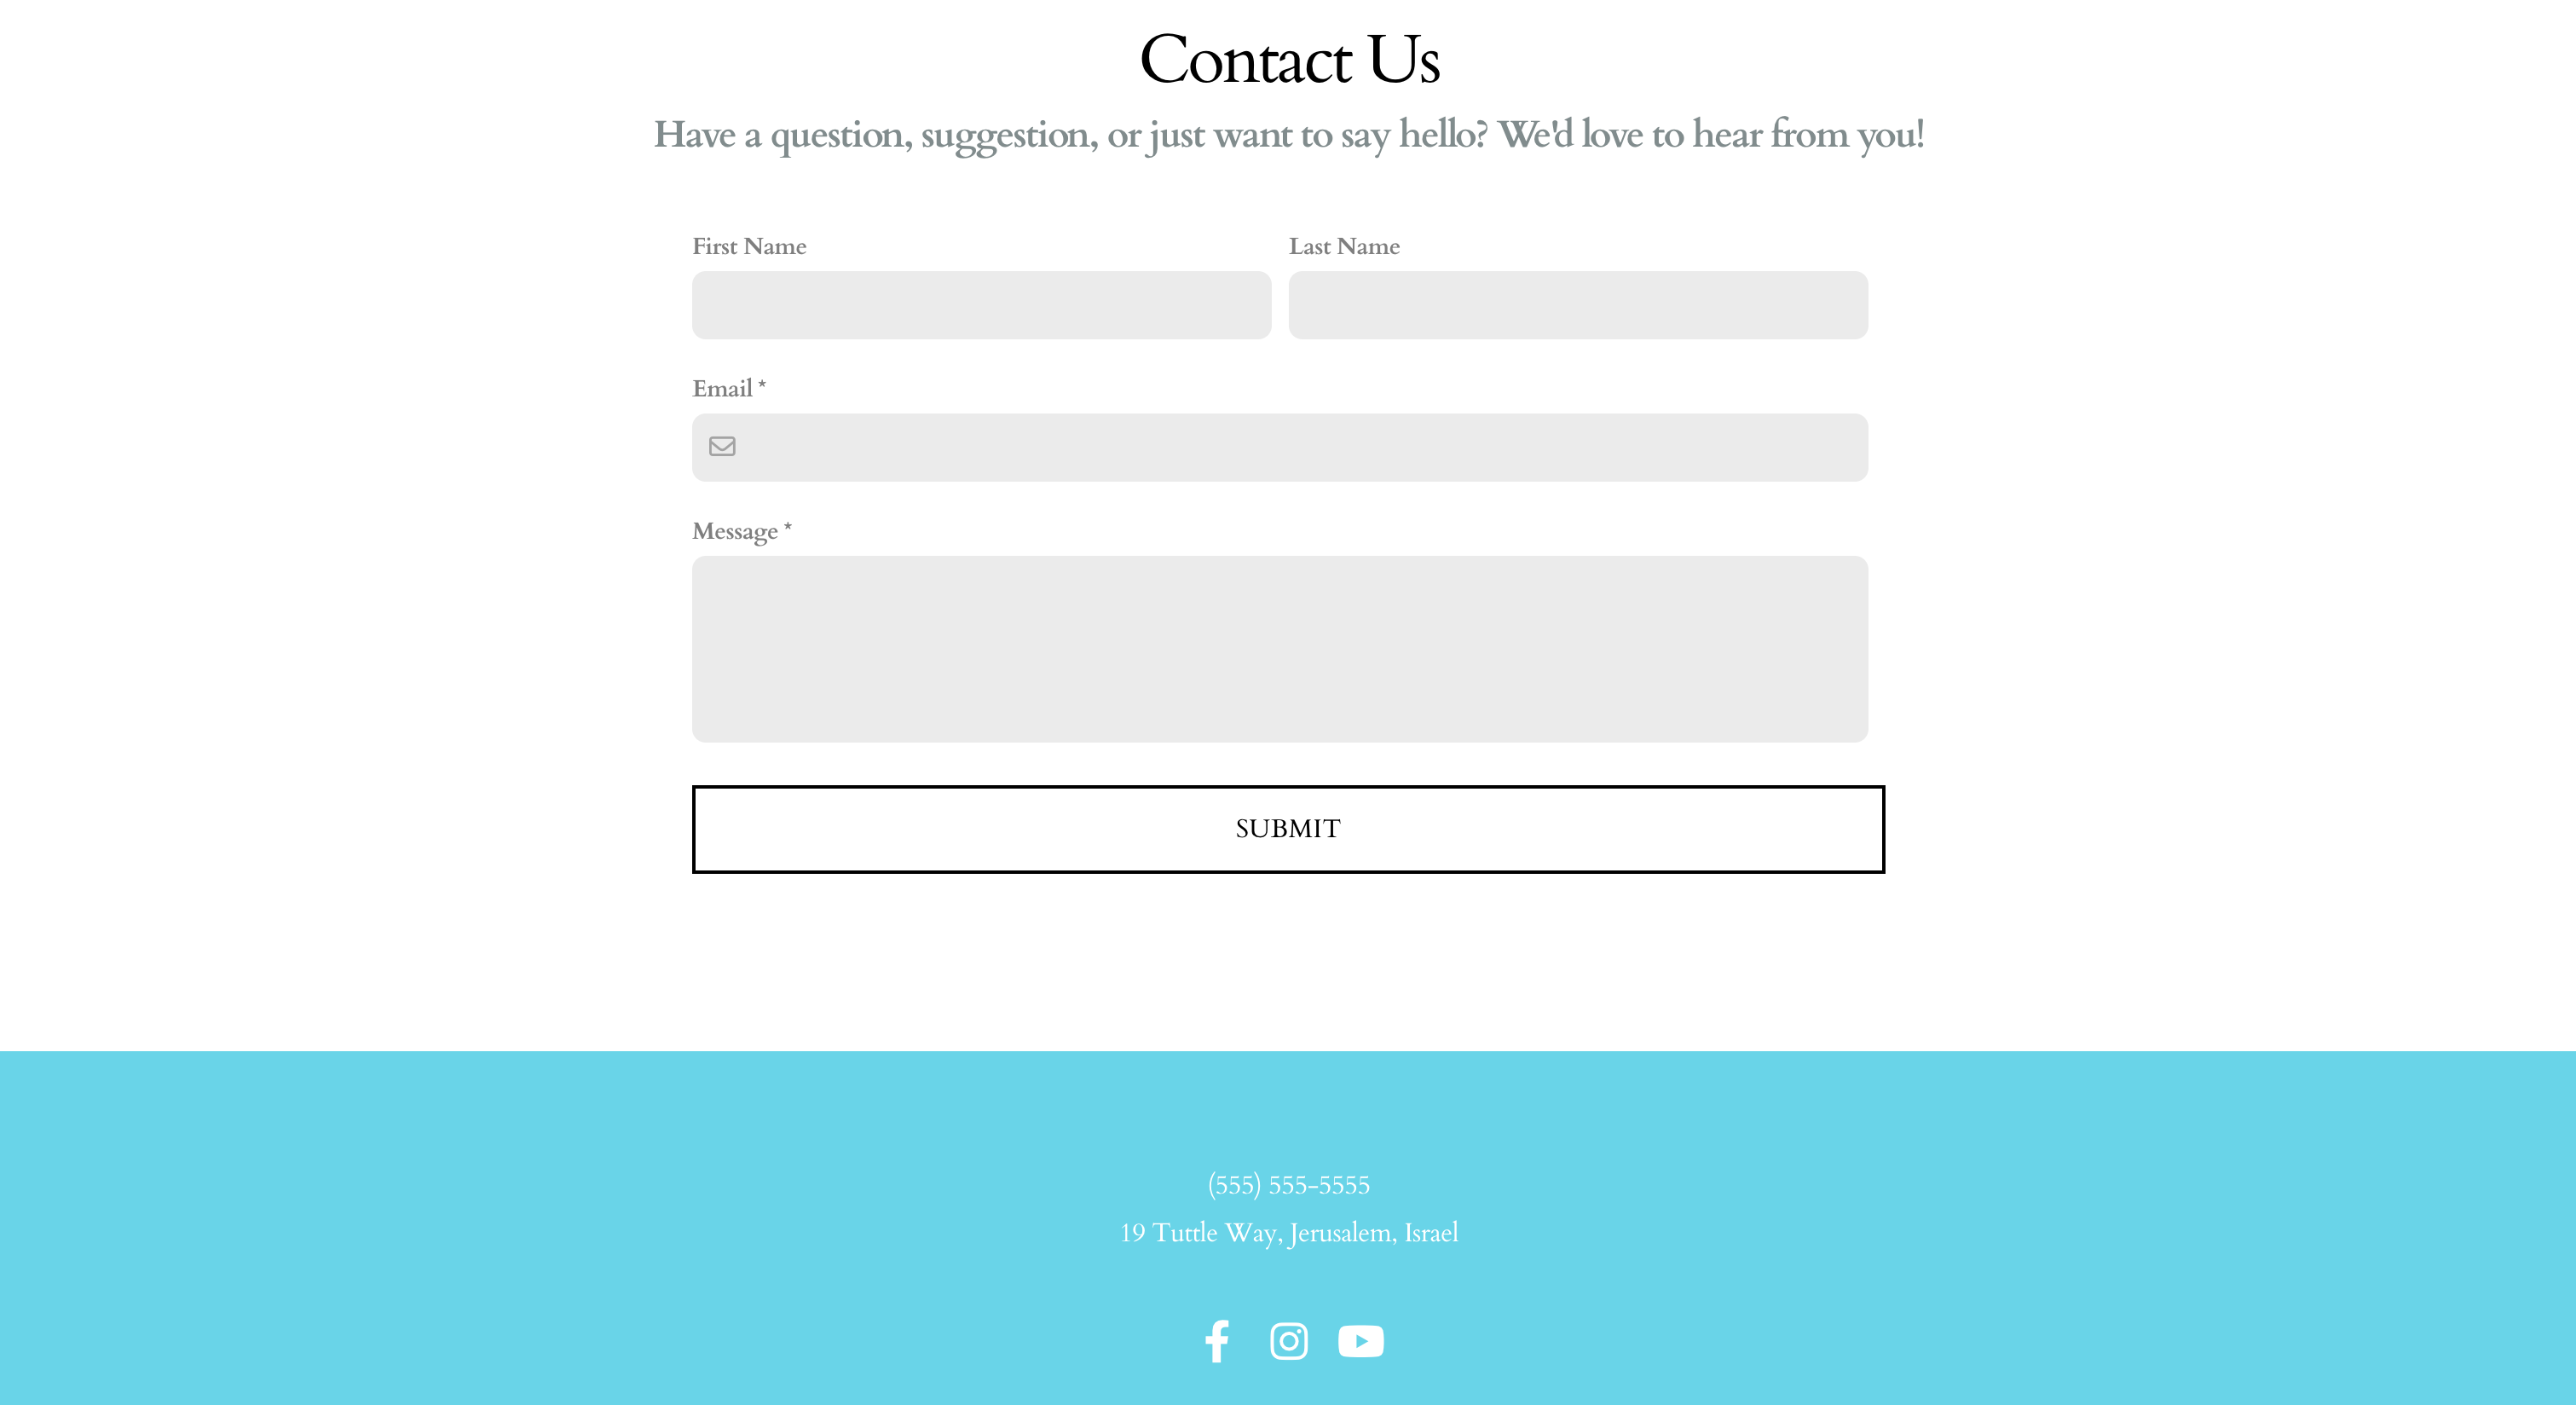 Contact Us
Have a question, suggestion, or just want to say hello? We'd love to hear from you!
First Name
Last Name
Email *
Message *
SUBMIT
(555) 555-5555
19 Tuttle Way, Jerusalem, Israel